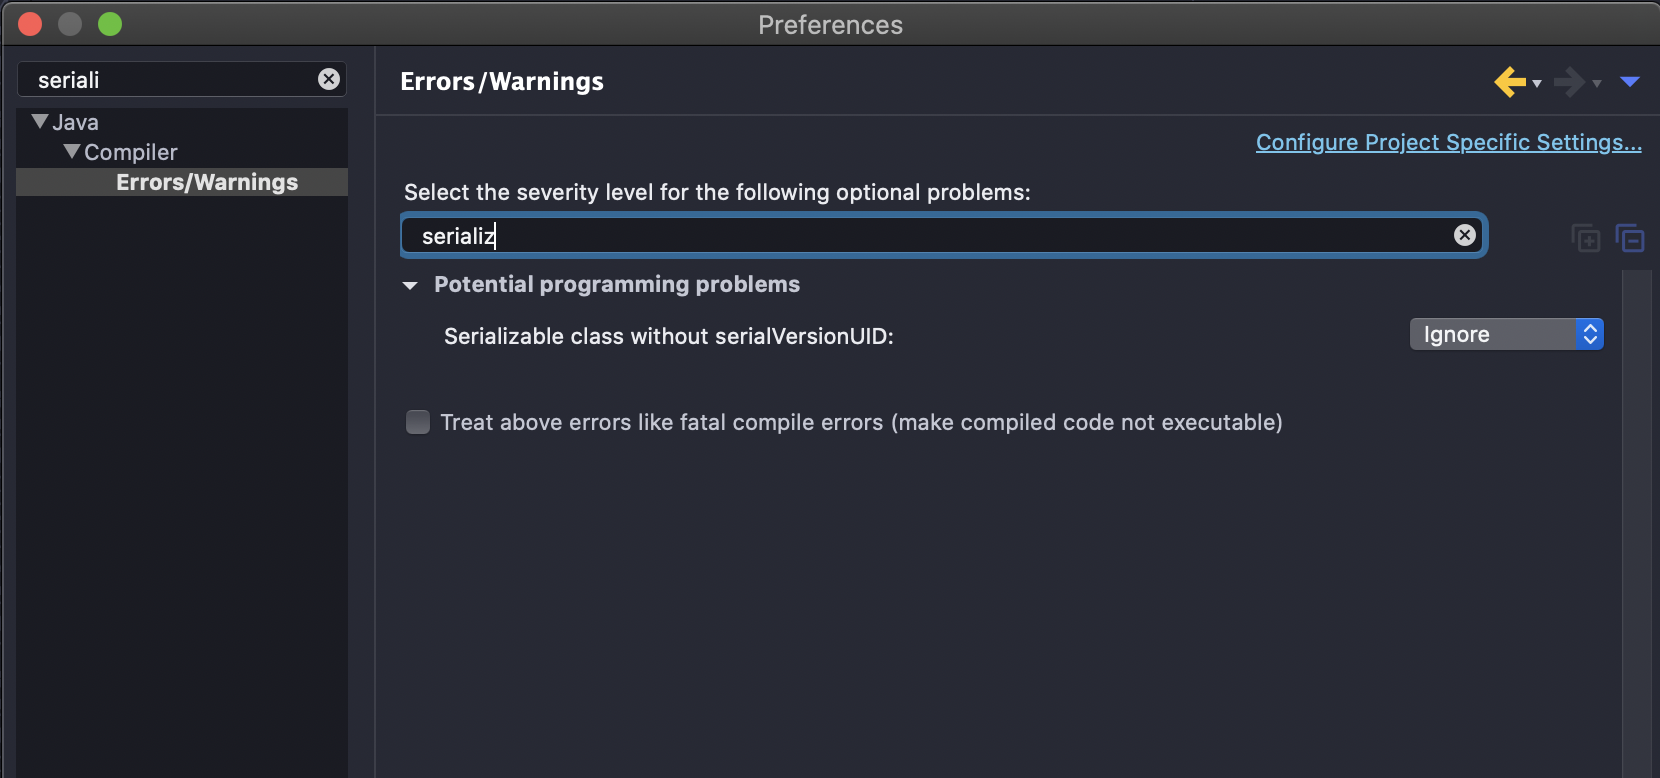 Preferences
seriali
Java
Compiler
Errors/Warnings
Errors/Warnings
Configure Project Specific Settings...
Select the severity level for the following optional problems:
serializ
Potential programming problems
Serializable class without serialVersionUID:
Ignore
Treat above errors like fatal compile errors (make compiled code not executable)